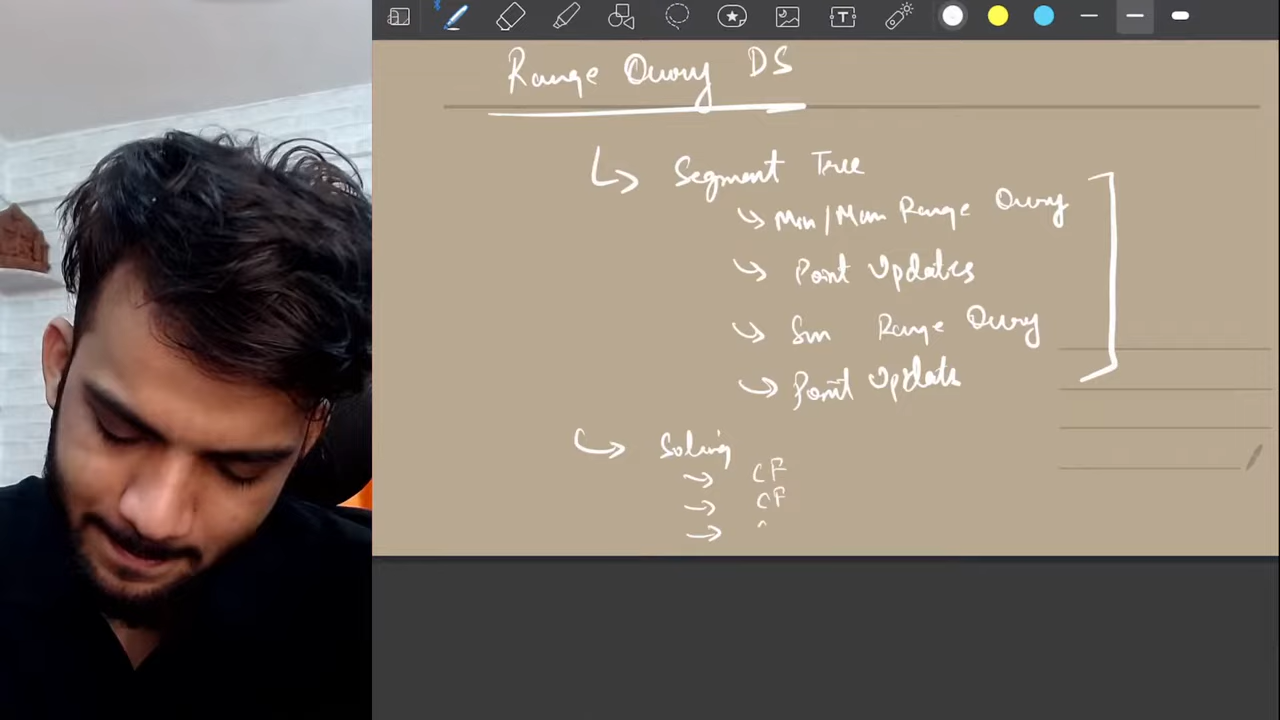 Range Query DS
Segment Tree
Min/Max Range Query
Point Updates
Sum Range Query
Point Update
Solving
CF
CF